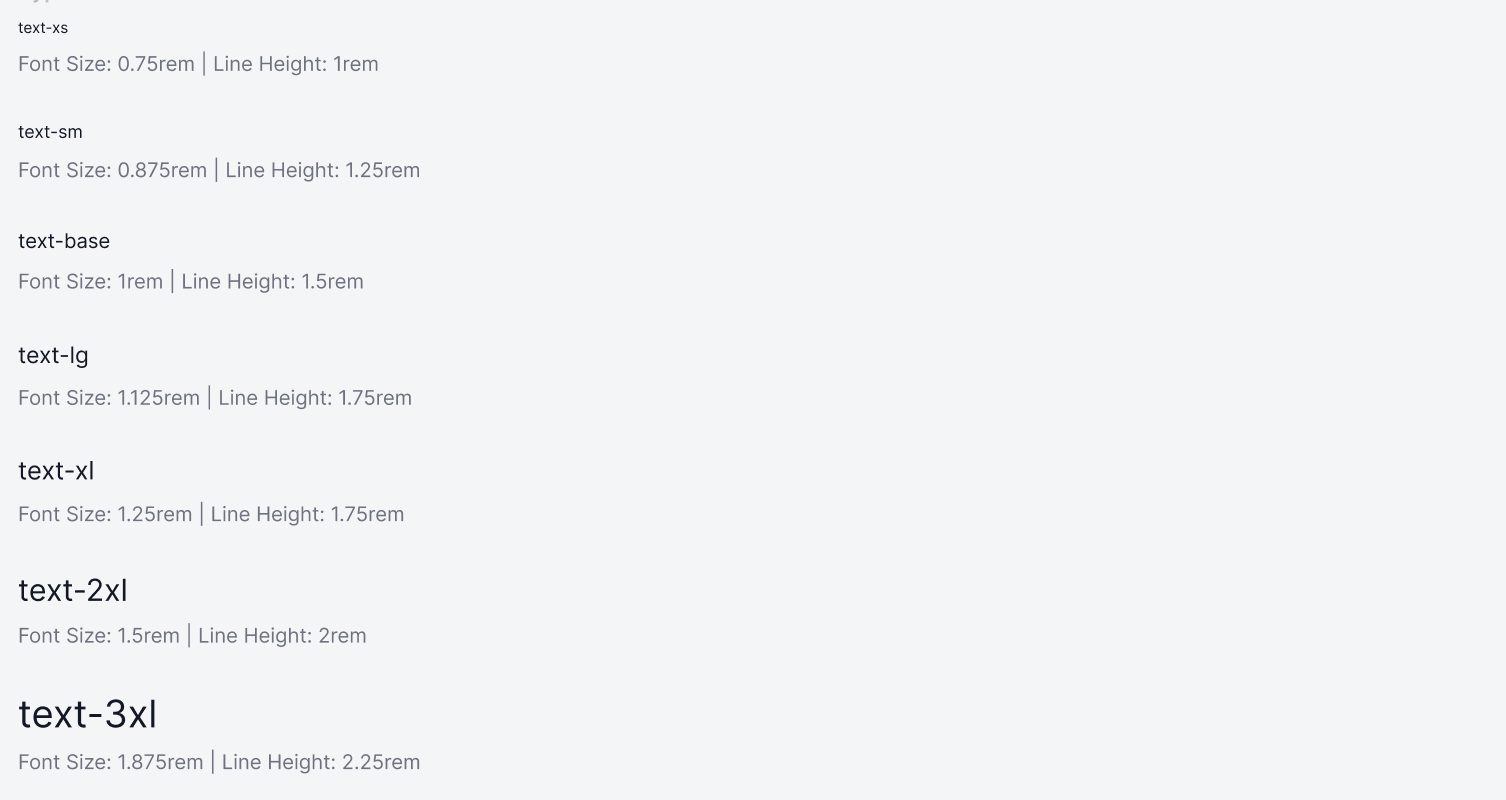 text-xs
Font Size: 0.75rem | Line Height: 1rem
text-sm
Font Size: 0.875rem | Line Height: 1.25rem
text-base
Font Size: 1rem | Line Height: 1.5rem
text-lg
Font Size: 1.125rem | Line Height: 1.75rem
text-xl
Font Size: 1.25rem | Line Height: 1.75rem
text-2xl
Font Size: 1.5rem | Line Height: 2rem
text-3xl
Font Size: 1.875rem | Line Height: 2.25rem